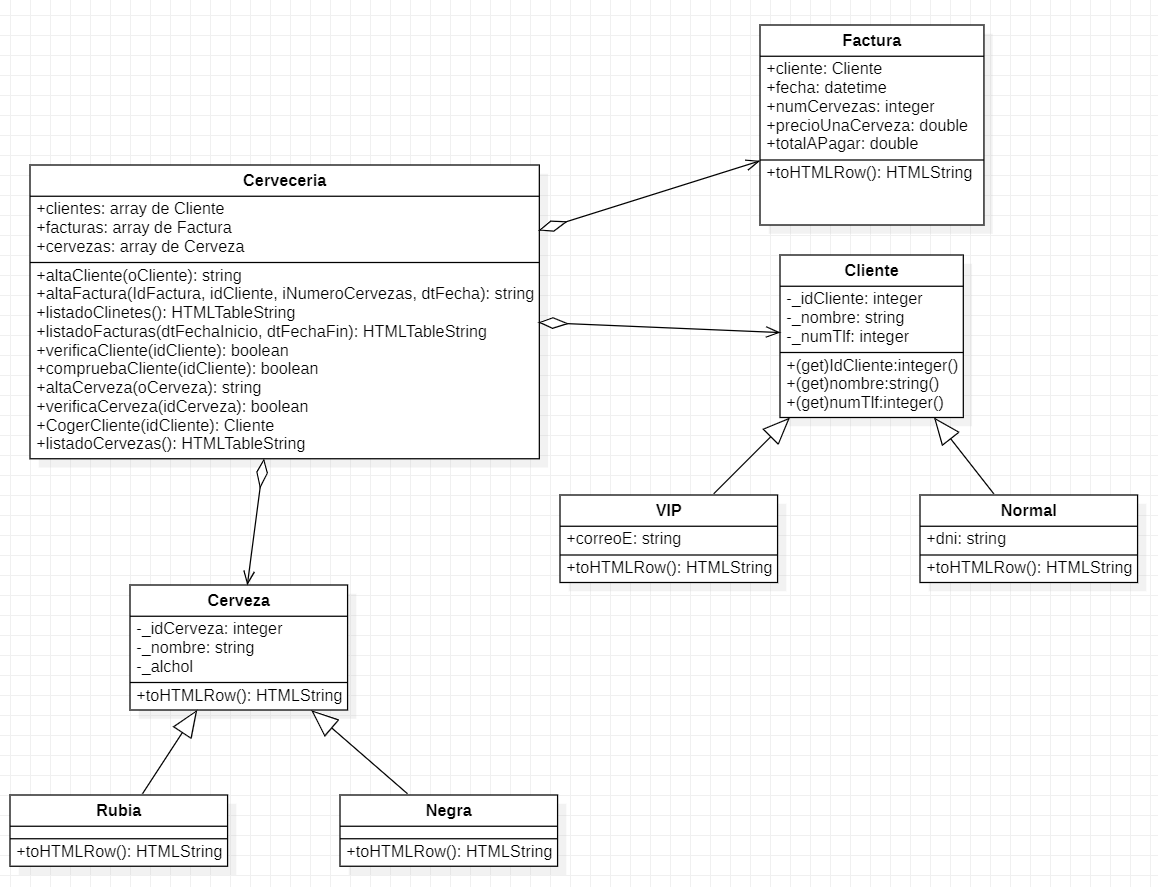 Factura
+cliente: Cliente
+fecha: datetime
+numCervezas: integer
+precioUnaCerveza: double
+totalAPagar: double
+toHTMLRow(): HTMLString
Cerveceria
+clientes: array de Cliente
+facturas: array de Factura
+cervezas: array de Cerveza
+altaCliente(oCliente): string
+altaFactura(IdFactura, idCliente, iNumeroCervezas, dtFecha): string
+listadoClinetes(): HTMLTableString
+listadoFacturas(dtFechaInicio, dtFechaFin): HTMLTableString
+verificaCliente(idCliente): boolean
+compruebaCliente(idCliente): boolean
+altaCerveza(oCerveza): string
+verificaCerveza(idCerveza): boolean
+CogerCliente(idCliente): Cliente
+listadoCervezas(): HTMLTableString
Cliente
-_idCliente: integer
-_nombre: string
-_numTlf: integer
+(get)IdCliente:integer()
+(get)nombre:string()
+(get)numTlf:integer()
VIP
+correoE: string
+toHTMLRow(): HTMLString
Normal
+dni: string
+toHTMLRow(): HTMLString
Cerveza
-_idCerveza: integer
-_nombre: string
-_alchol
+toHTMLRow(): HTMLString
Rubia
+toHTMLRow(): HTMLString
Negra
+toHTMLRow(): HTMLString